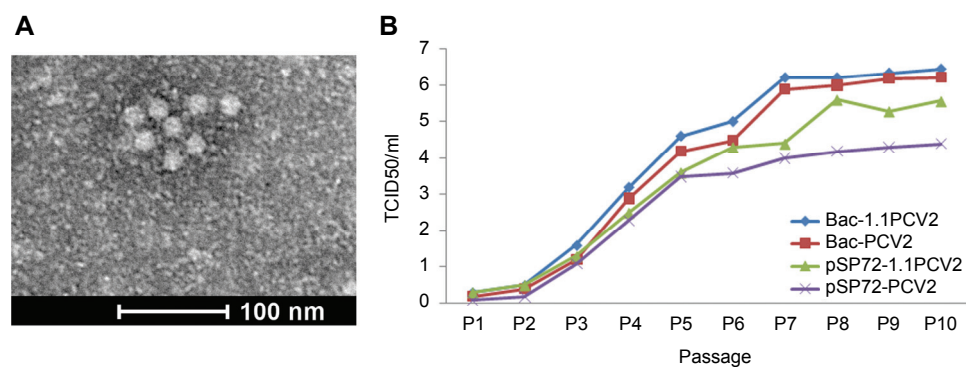 A
100 nm
B
TCID50/ml
7
6
5
4
3
2
1
0
P1 P2 P3 P4 P5 P6 P7 P8 P9 P10
Passage
Bac-1.1PCV2
Bac-PCV2
pSP72-1.1PCV2
pSP72-PCV2